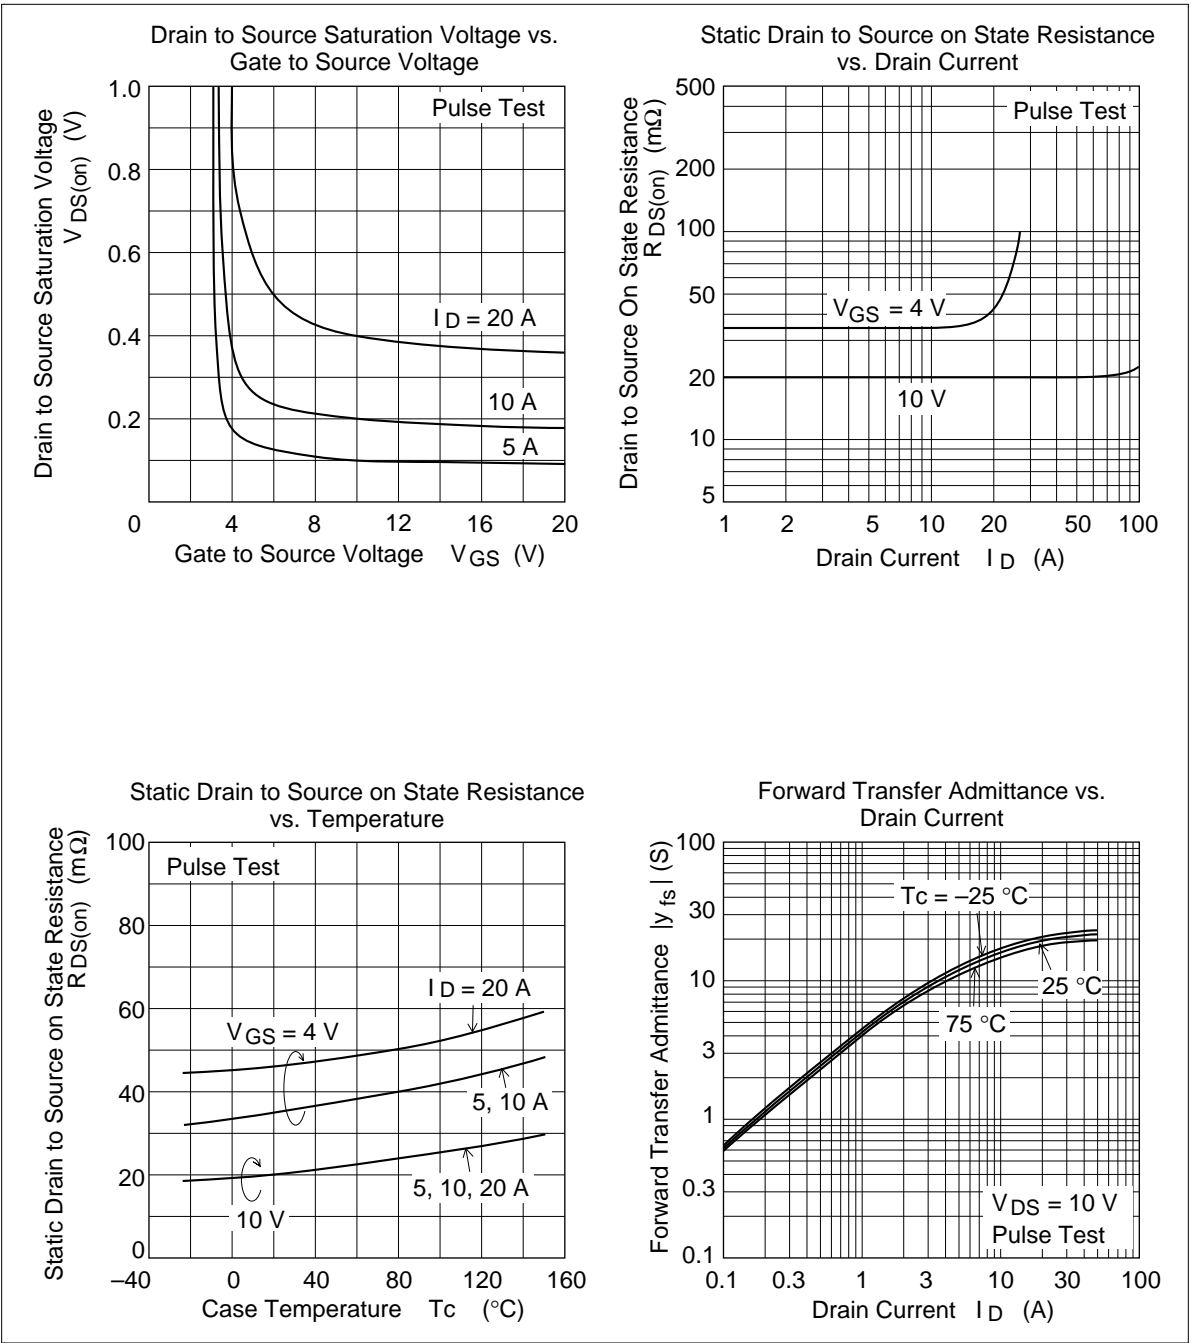 Drain to Source Saturation Voltage vs.
Gate to Source Voltage
Drain to Source Saturation Voltage
V DS(on) (V)
1.0
0.8
0.6
0.4
0.2
Pulse Test
I D = 20 A
10 A
5 A
0 4 8 12 16 20
Gate to Source Voltage V GS (V)
Static Drain to Source on State Resistance
vs. Drain Current
Drain to Source On State Resistance
R DS(on) (mΩ)
500
200
100
50
20
10
5
Pulse Test
V GS = 4 V
10 V
1 2 5 10 20 50 100
Drain Current I D (A)
Static Drain to Source on State Resistance
vs. Temperature
Static Drain to Source on State Resistance
R DS(on) (mΩ)
100
80
60
40
20
0
Pulse Test
I D = 20 A
V GS = 4 V
5, 10 A
5, 10, 20 A
10 V
–40 0 40 80 120 160
Case Temperature Tc (°C)
Forward Transfer Admittance vs.
Drain Current
Forward Transfer Admittance |y fs| (S)
100
30
10
3
1
0.3
0.1
Tc = –25 °C
25 °C
75 °C
V DS = 10 V
Pulse Test
0.1 0.3 1 3 10 30 100
Drain Current I D (A)